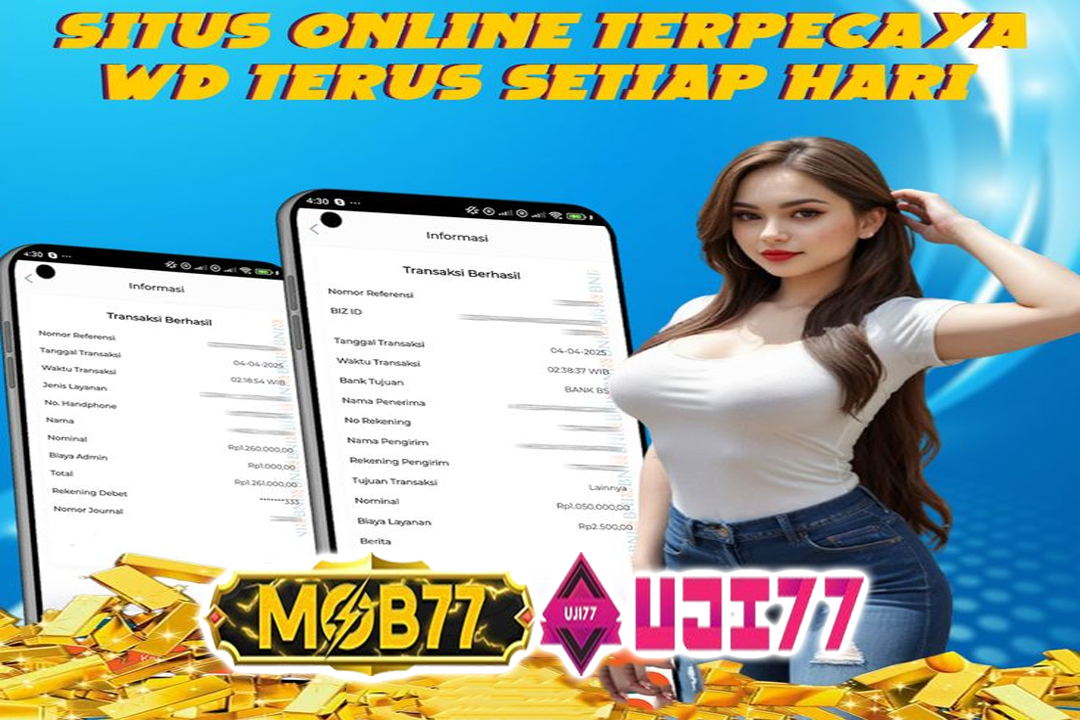 SITUS ONLINE TERPECAYA
WD TERUS SETIAP HARI
4:30
Informasi
Transaksi Berhasil
Nomor Referensi
Tanggal Transaksi 04-04-2025
Waktu Transaksi 02:18:54 WIB
Jenis Layanan
No. Handphone
Nama
Nominal Rp1.260.000,00
Biaya Admin Rp1.000,00
Total Rp1.261.000,00
Rekening Debet *******333
Nomor Journal
4:30
Informasi
Transaksi Berhasil
Nomor Referensi
BIZ ID
Tanggal Transaksi 04-04-2025
Waktu Transaksi 02:38:37 WIB
Bank Tujuan BANK BS
Nama Penerima
No Rekening
Nama Pengirim
Rekening Pengirim
Tujuan Transaksi Lainnya
Nominal Rp1.050.000,00
Biaya Layanan Rp2.500,00
Berita
BNI
MOB77
UJI77
UJI77